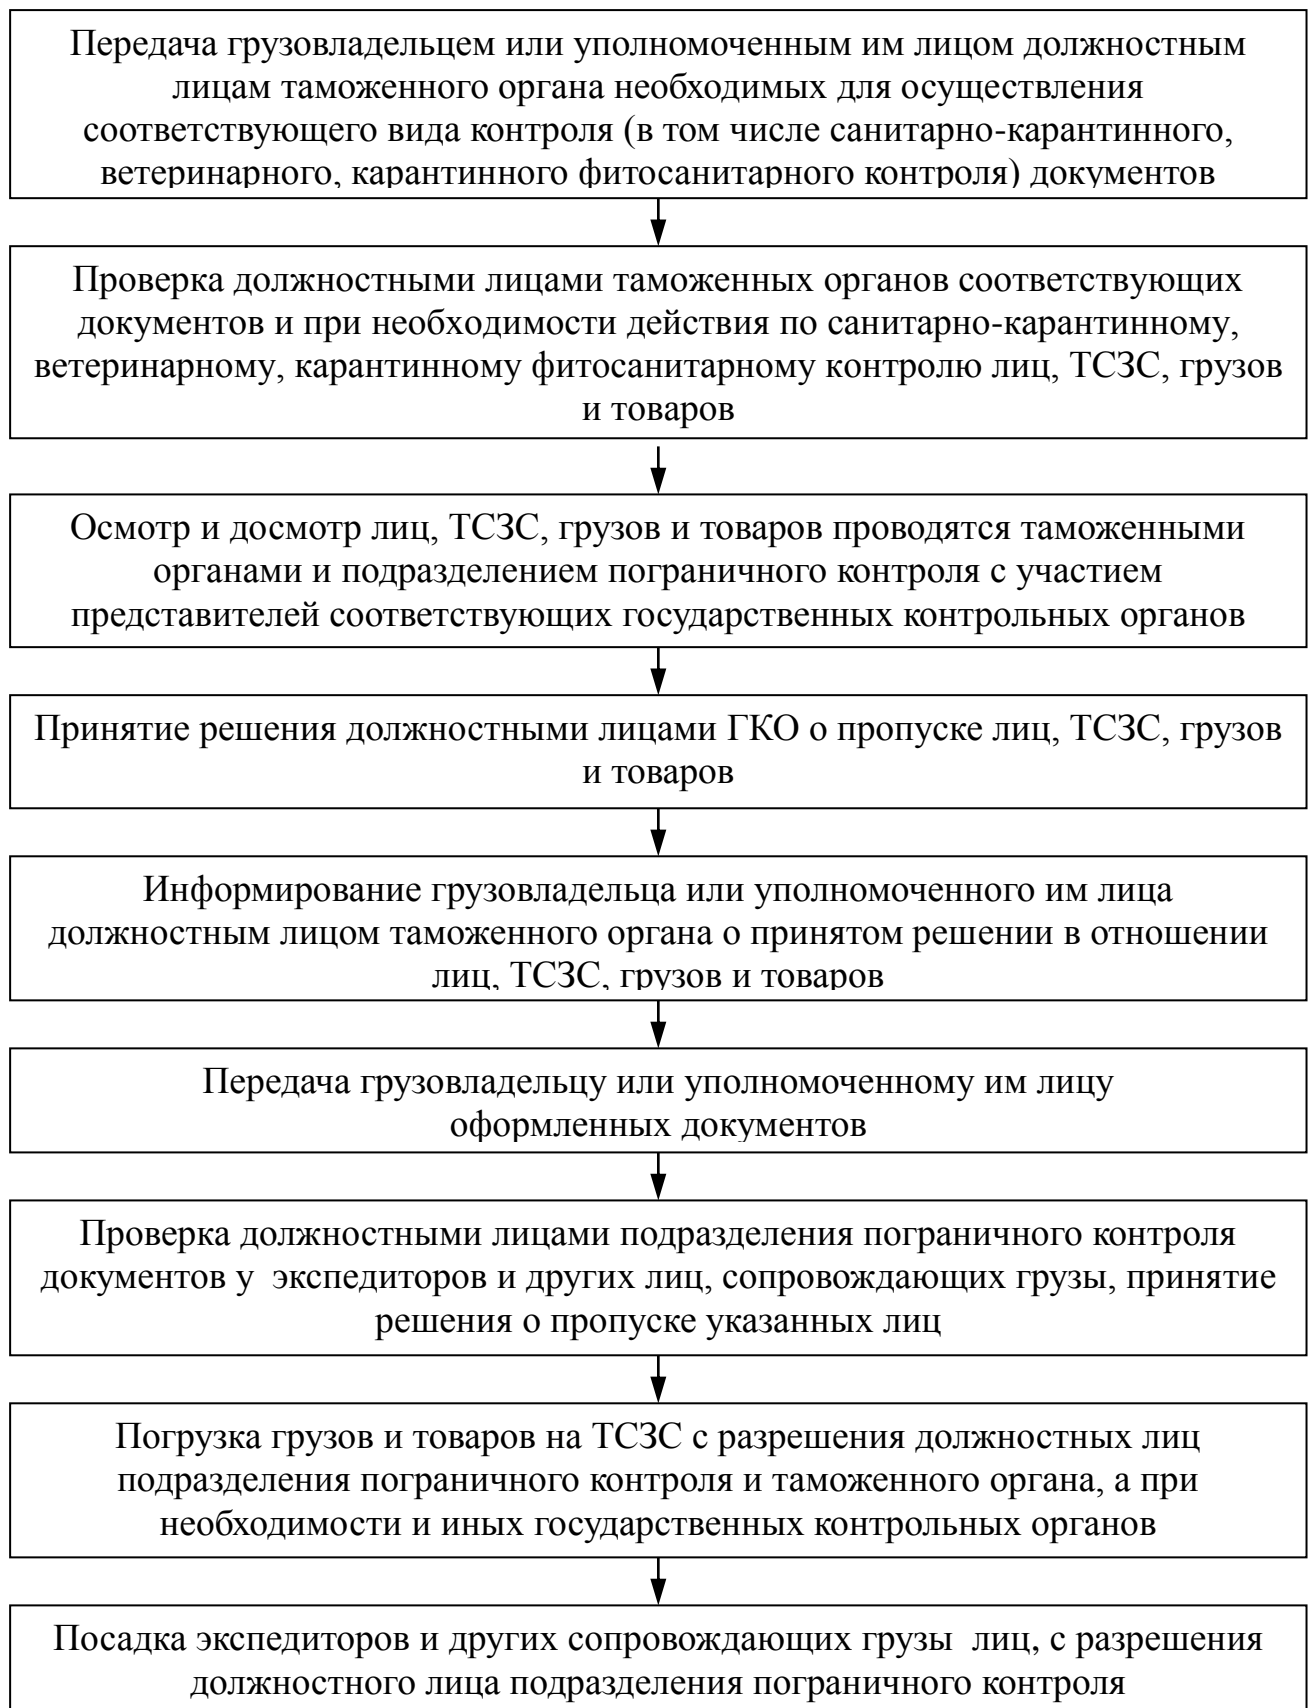 Передача грузовладельцем или уполномоченным им лицом должностным
лицам таможенного органа необходимых для осуществления
соответствующего вида контроля (в том числе санитарно-карантинного,
ветеринарного, карантинного фитосанитарного контроля) документов
Проверка должностными лицами таможенных органов соответствующих
документов и при необходимости действия по санитарно-карантинному,
ветеринарному, карантинному фитосанитарному контролю лиц, ТСЗС, грузов
и товаров
Осмотр и досмотр лиц, ТСЗС, грузов и товаров проводятся таможенными
органами и подразделением пограничного контроля с участием
представителей соответствующих государственных контрольных органов
Принятие решения должностными лицами ГКО о пропуске лиц, ТСЗС, грузов
и товаров
Информирование грузовладельца или уполномоченного им лица
должностным лицом таможенного органа о принятом решении в отношении
лиц, ТСЗС, грузов и товаров
Передача грузовладельцу или уполномоченному им лицу
оформленных документов
Проверка должностными лицами подразделения пограничного контроля
документов у  экспедиторов и других лиц, сопровождающих грузы, принятие
решения о пропуске указанных лиц
Погрузка грузов и товаров на ТСЗС с разрешения должностных лиц
подразделения пограничного контроля и таможенного органа, а при
необходимости и иных государственных контрольных органов
Посадка экспедиторов и других сопровождающих грузы  лиц, с разрешения
должностного лица подразделения пограничного контроля